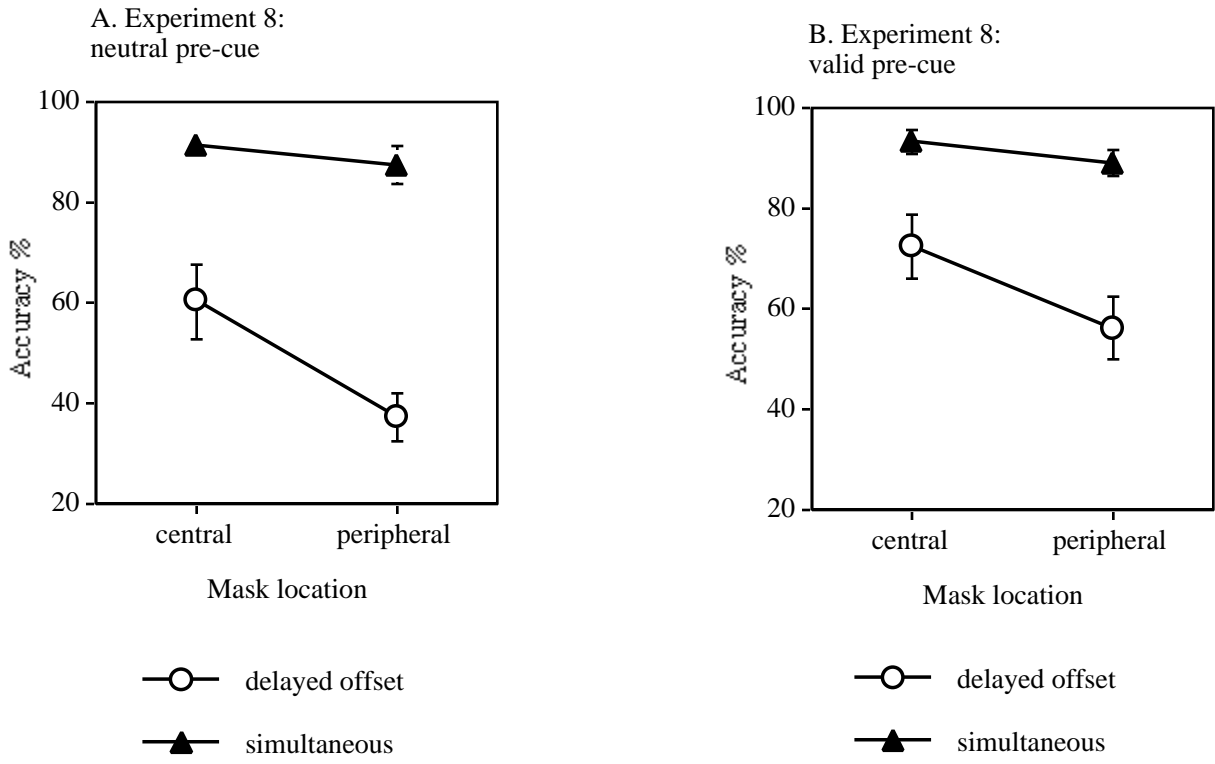 A. Experiment 8:
neutral pre-cue
100
80
60
40
20
Accuracy %
central peripheral
Mask location
delayed offset
simultaneous
B. Experiment 8:
valid pre-cue
100
80
60
40
20
Accuracy %
central peripheral
Mask location
delayed offset
simultaneous